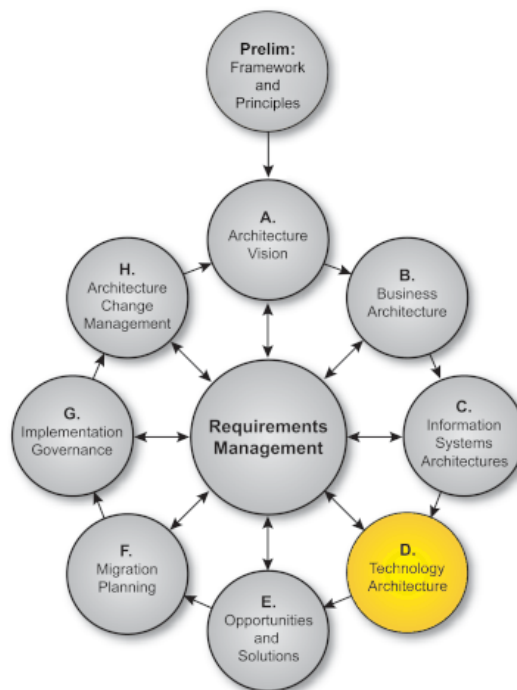 Prelim:
Framework
and
Principles
A.
Architecture
Vision
B.
Business
Architecture
C.
Information
Systems
Architectures
D.
Technology
Architecture
E.
Opportunities
and
Solutions
F.
Migration
Planning
G.
Implementation
Governance
H.
Architecture
Change
Management
Requirements
Management